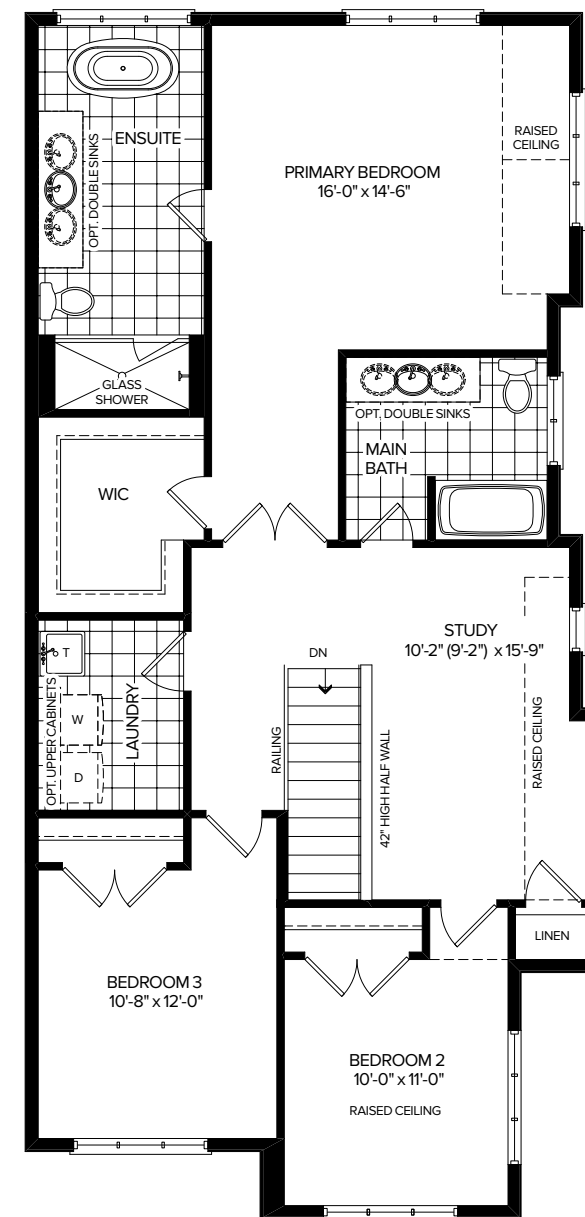 ENSUITE
OPT. DOUBLE SINKS
RAISED
CEILING
PRIMARY BEDROOM
16'-0" x 14'-6"
GLASS
SHOWER
OPT. DOUBLE SINKS
MAIN
BATH
WIC
STUDY
10'-2" (9'-2") x 15'-9"
DN
T
W
D
OPT. UPPER CABINETS
LAUNDRY
RAILING
42" HIGH HALF WALL
RAISED CEILING
LINEN
BEDROOM 3
10'-8" x 12'-0"
BEDROOM 2
10'-0" x 11'-0"
RAISED CEILING